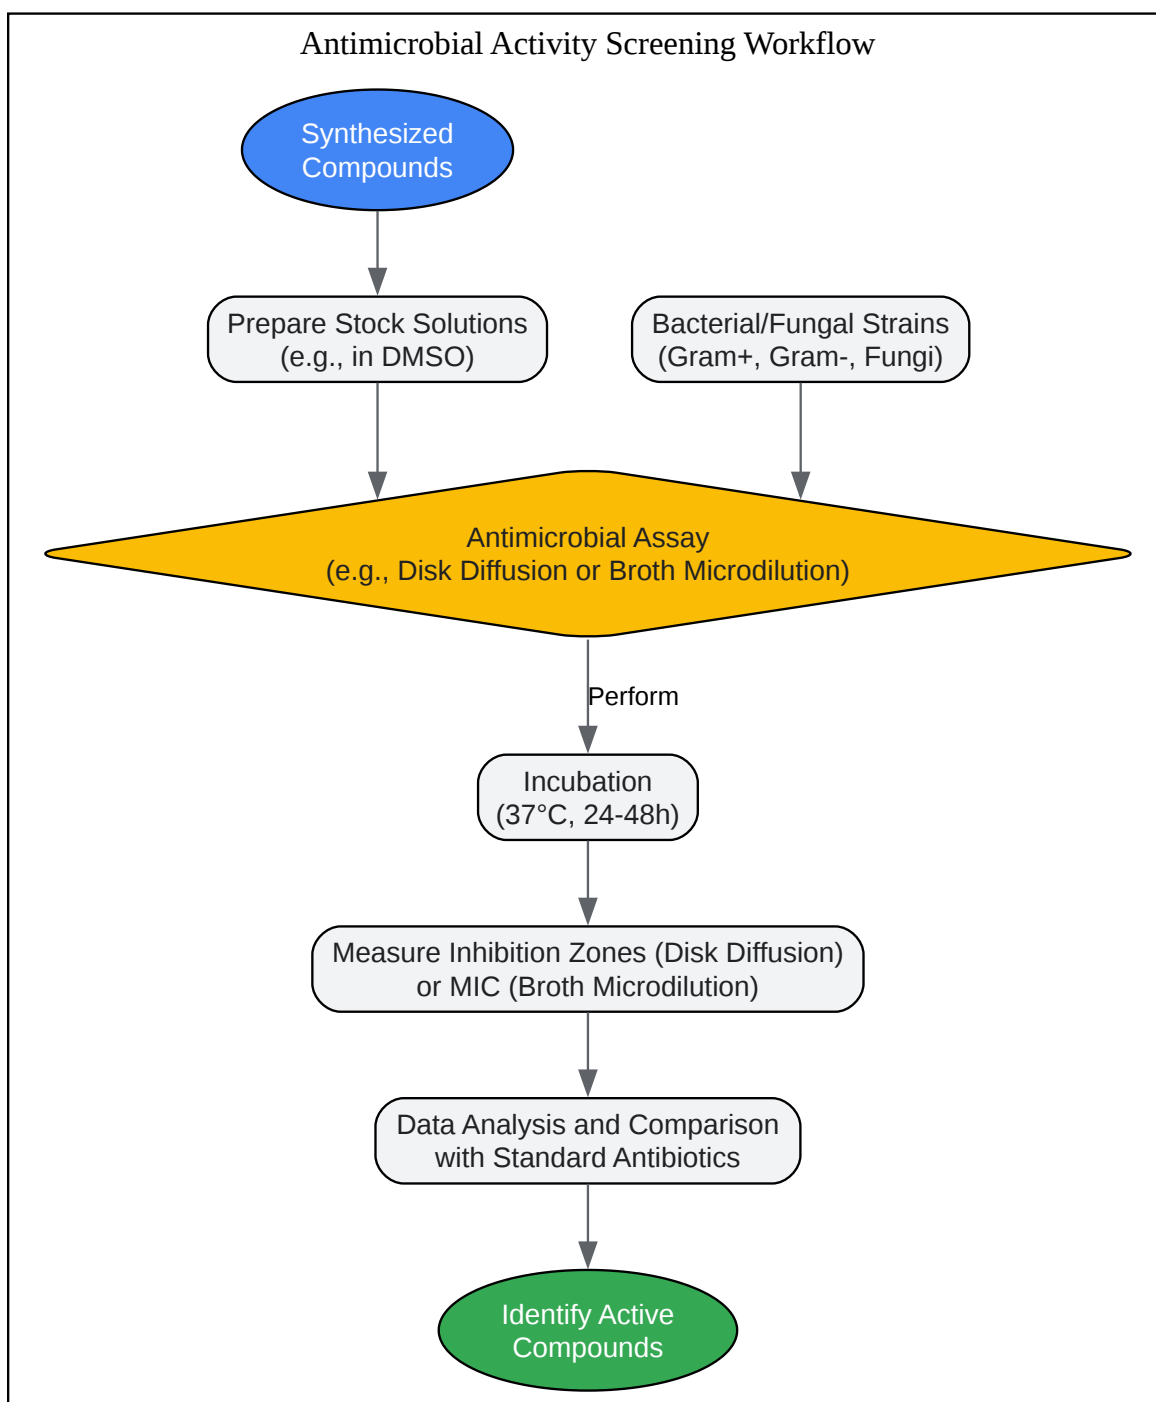 Antimicrobial Activity Screening Workflow
Synthesized
Compounds
Prepare Stock Solutions
(e.g., in DMSO)
Bacterial/Fungal Strains
(Gram+, Gram-, Fungi)
Antimicrobial Assay
(e.g., Disk Diffusion or Broth Microdilution)
Perform
Incubation
(37°C, 24-48h)
Measure Inhibition Zones (Disk Diffusion)
or MIC (Broth Microdilution)
Data Analysis and Comparison
with Standard Antibiotics
Identify Active
Compounds